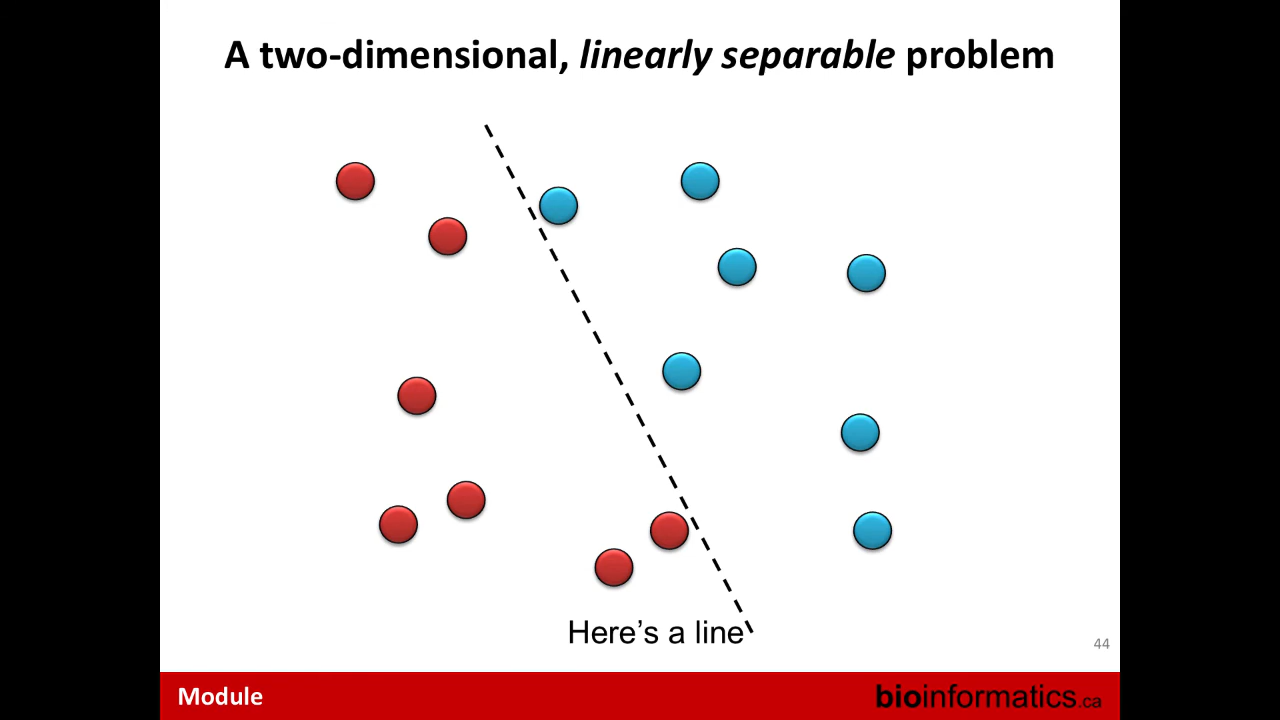 A two-dimensional, linearly separable problem
Here’s a line
44
Module
bioinformatics.ca